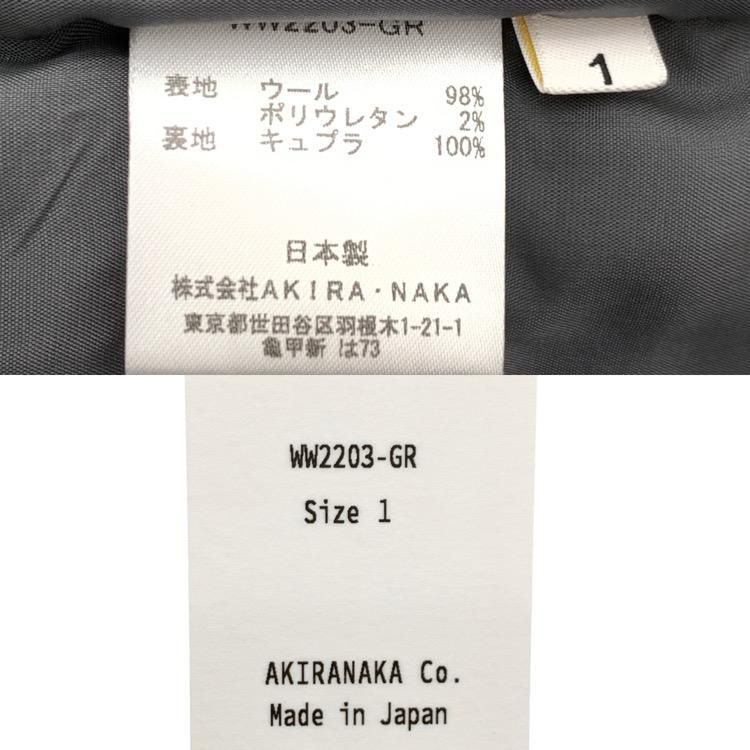 WW2203-GR
1
表地 ウール 98%
ポリウレタン 2%
裏地 キュプラ 100%
日本製
株式会社AKIRA・NAKA
東京都世田谷区羽根木1-21-1
亀甲新 は73
WW2203-GR
Size 1
AKIRANAKA Co.
Made in Japan